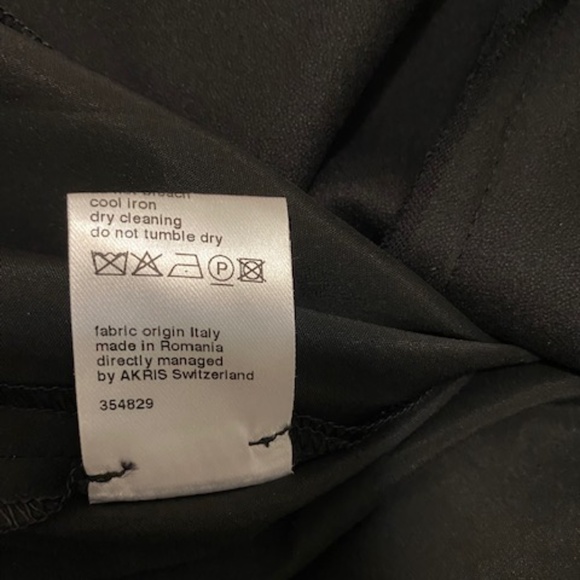 bleach
cool iron
dry cleaning
do not tumble dry
P
fabric origin Italy
made in Romania
directly managed
by AKRIS Switzerland
354829